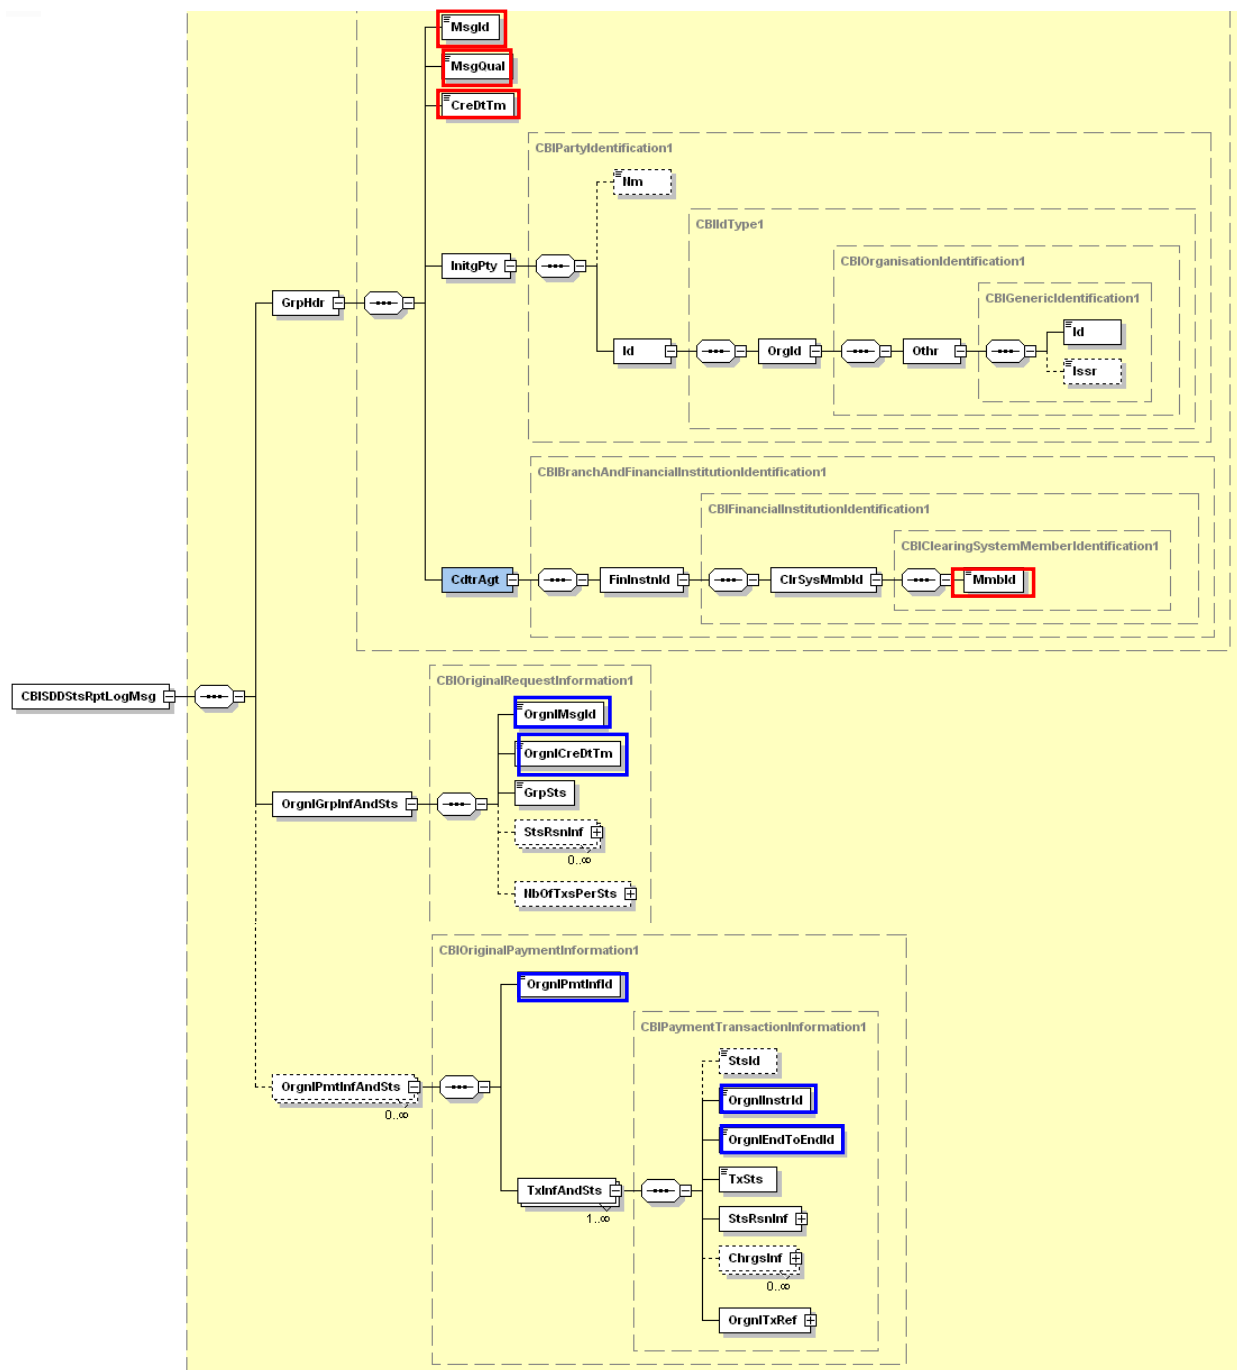 MsgId
MsgQual
CreDtTm
CBIPartyIdentification1
Nm
CBIIdType1
CBIOrganisationIdentification1
InitgPty
CBIGenericIdentification1
GrpHdr
Id
Id
OrgId
Othr
Issr
CBIBranchAndFinancialInstitutionIdentification1
CBIFinancialInstitutionIdentification1
CBIClearingSystemMemberIdentification1
CdtrAgt
FinInstnId
ClrSysMmbId
MmbId
CBIOriginalRequestInformation1
CBISDDStsRptLogMsg
OrgnlMsgId
OrgnlCreDtTm
GrpSts
OrgnlGrpInfAndSts
StsRsnInf
0..∞
NbOfTxsPerSts
CBIOriginalPaymentInformation1
OrgnlPmtInfId
CBIPaymentTransactionInformation1
StsId
OrgnlPmtInfAndSts
0..∞
OrgnlInstrId
OrgnlEndToEndId
TxSts
TxInfAndSts
1..∞
StsRsnInf
ChrgsInf
0..∞
OrgnlTxRef